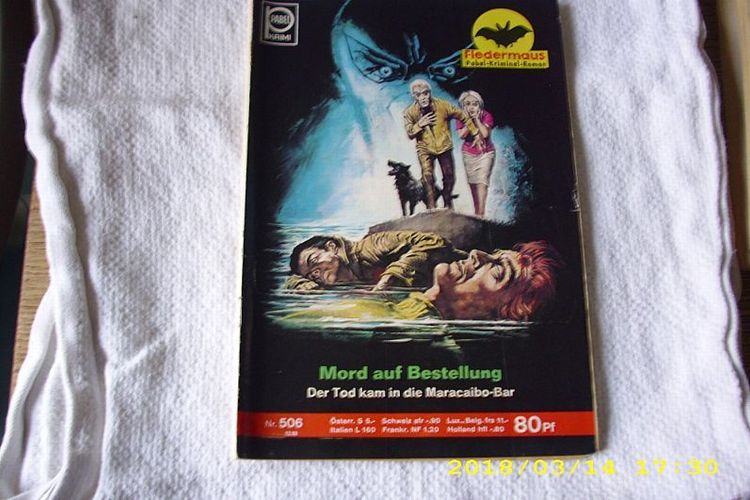 PABEL
KRIMI
Fledermaus
Pabel-Kriminal-Roman
Mord auf Bestellung
Der Tod kam in die Maracaibo-Bar
Nr. 506
Österr. S 5.- Schweiz sfr -.90 Lux., Belg. frs 11.-
Italien L 160 Frankr. NF 1,20 Holland hfl -.80
80 Pf
2018/03/14 17:30